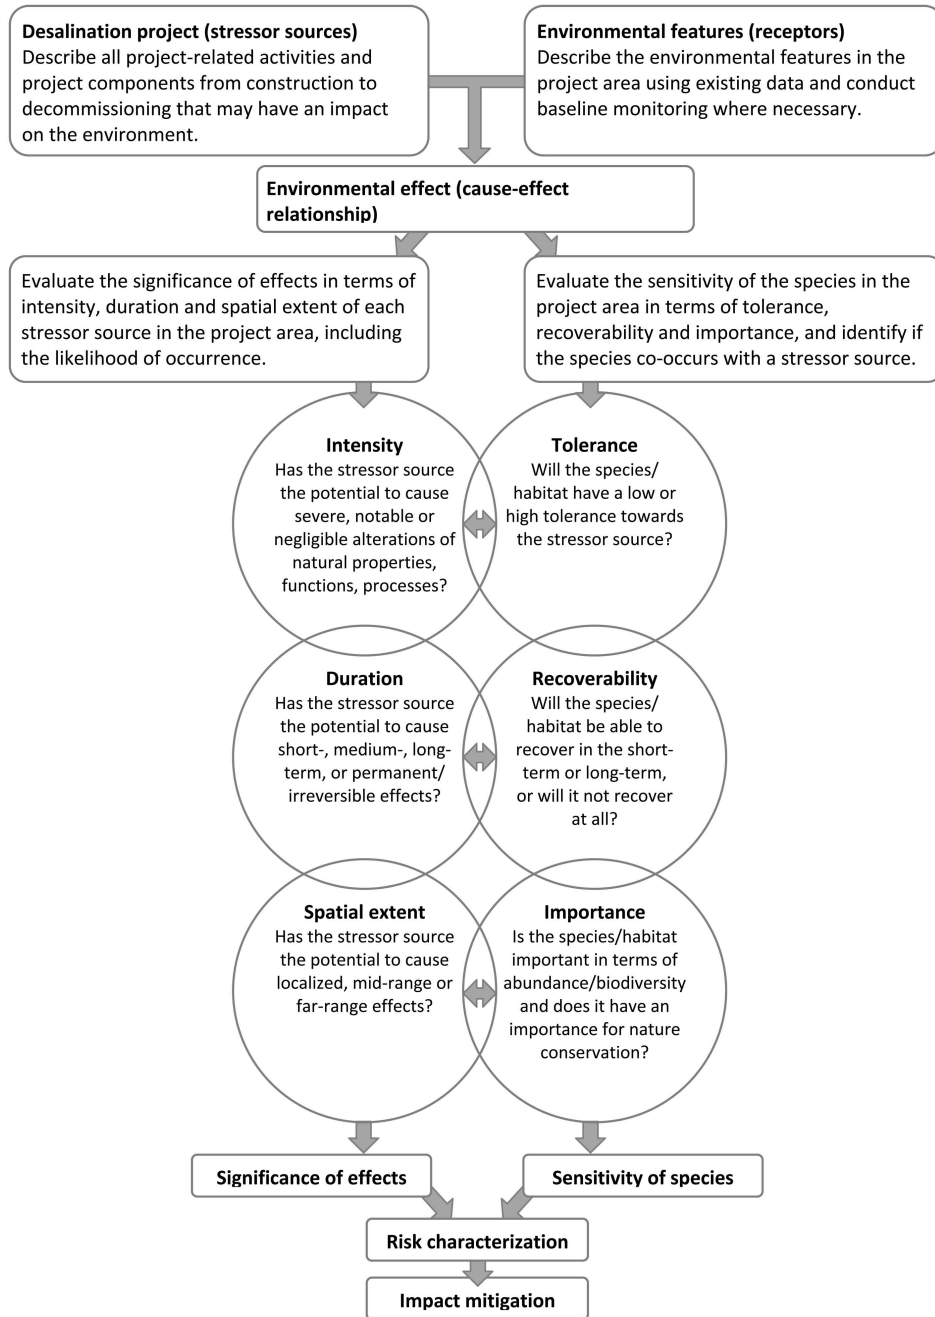 Desalination project (stressor sources)
Describe all project-related activities and
project components from construction to
decommissioning that may have an impact
on the environment.
Environmental features (receptors)
Describe the environmental features in the
project area using existing data and conduct
baseline monitoring where necessary.
Environmental effect (cause-effect
relationship)
Evaluate the significance of effects in terms of
intensity, duration and spatial extent of each
stressor source in the project area, including
the likelihood of occurrence.
Evaluate the sensitivity of the species in the
project area in terms of tolerance,
recoverability and importance, and identify if
the species co-occurs with a stressor source.
Intensity
Has the stressor source
the potential to cause
severe, notable or
negligible alterations of
natural properties,
functions, processes?
Tolerance
Will the species/
habitat have a low or
high tolerance towards
the stressor source?
Duration
Has the stressor source
the potential to cause
short-, medium-, long-
term, or permanent/
irreversible effects?
Recoverability
Will the species/
habitat be able to
recover in the short-
term or long-term,
or will it not recover
at all?
Spatial extent
Has the stressor source
the potential to cause
localized, mid-range or
far-range effects?
Importance
Is the species/habitat
important in terms of
abundance/biodiversity
and does it have an
importance for nature
conservation?
Significance of effects
Sensitivity of species
Risk characterization
Impact mitigation